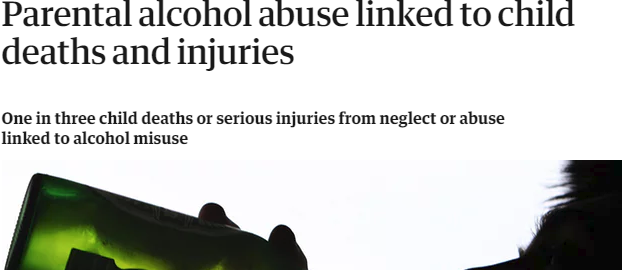 Parental alcohol abuse linked to child
deaths and injuries
One in three child deaths or serious injuries from neglect or abuse
linked to alcohol misuse